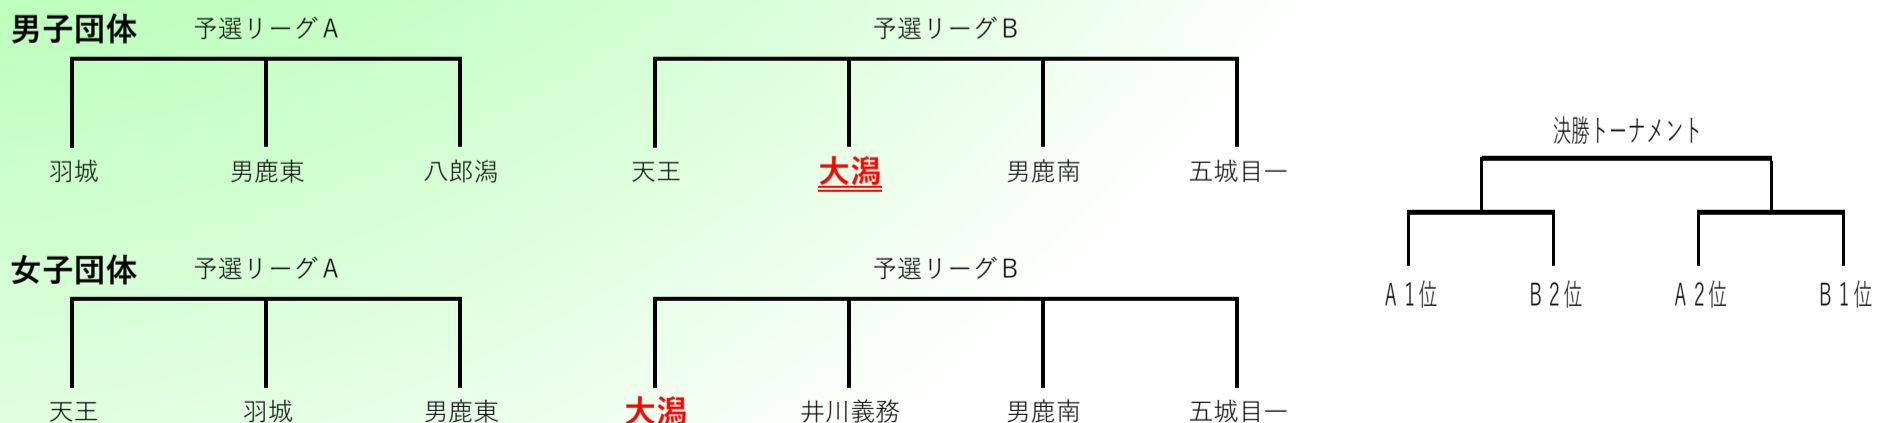 男子団体 予選リーグA 予選リーグB
決勝トーナメント
羽城 男鹿東 八郎潟 天王 大潟 男鹿南 五城目一
女子団体 予選リーグA 予選リーグB
A 1位 B 2位 A 2位 B 1位
天王 羽城 男鹿東 大潟 井川義務 男鹿南 五城目一